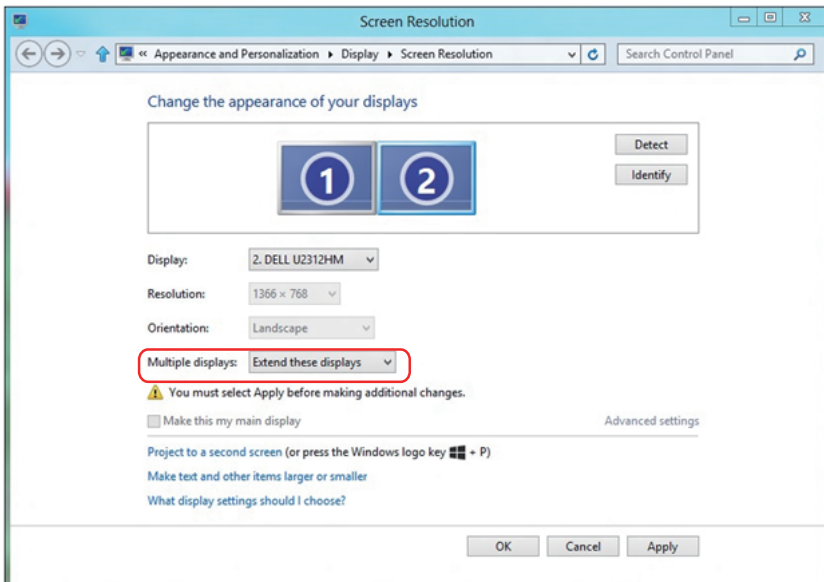 Screen Resolution
« Appearance and Personalization ▸ Display ▸ Screen Resolution
Search Control Panel
Change the appearance of your displays
1 2
Detect
Identify
Display: 2. DELL U2312HM
Resolution: 1366 × 768
Orientation: Landscape
Multiple displays: Extend these displays
You must select Apply before making additional changes.
Make this my main display
Advanced settings
Project to a second screen (or press the Windows logo key + P)
Make text and other items larger or smaller
What display settings should I choose?
OK Cancel Apply